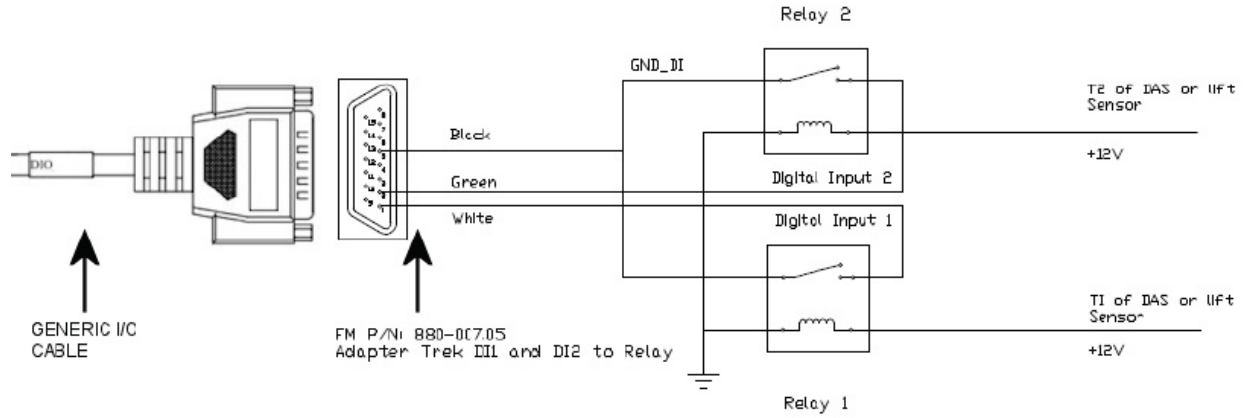 Relay 2
GND_DI
T2 of DAS or lift
Sensor
Black
DIO
+12V
Green
Digital Input 2
White
Digital Input 1
GENERIC I/O
CABLE
FM P/N: 880-00705
Adapter Trek DI1 and DI2 to Relay
T1 of DAS or lift
Sensor
+12V
Relay 1